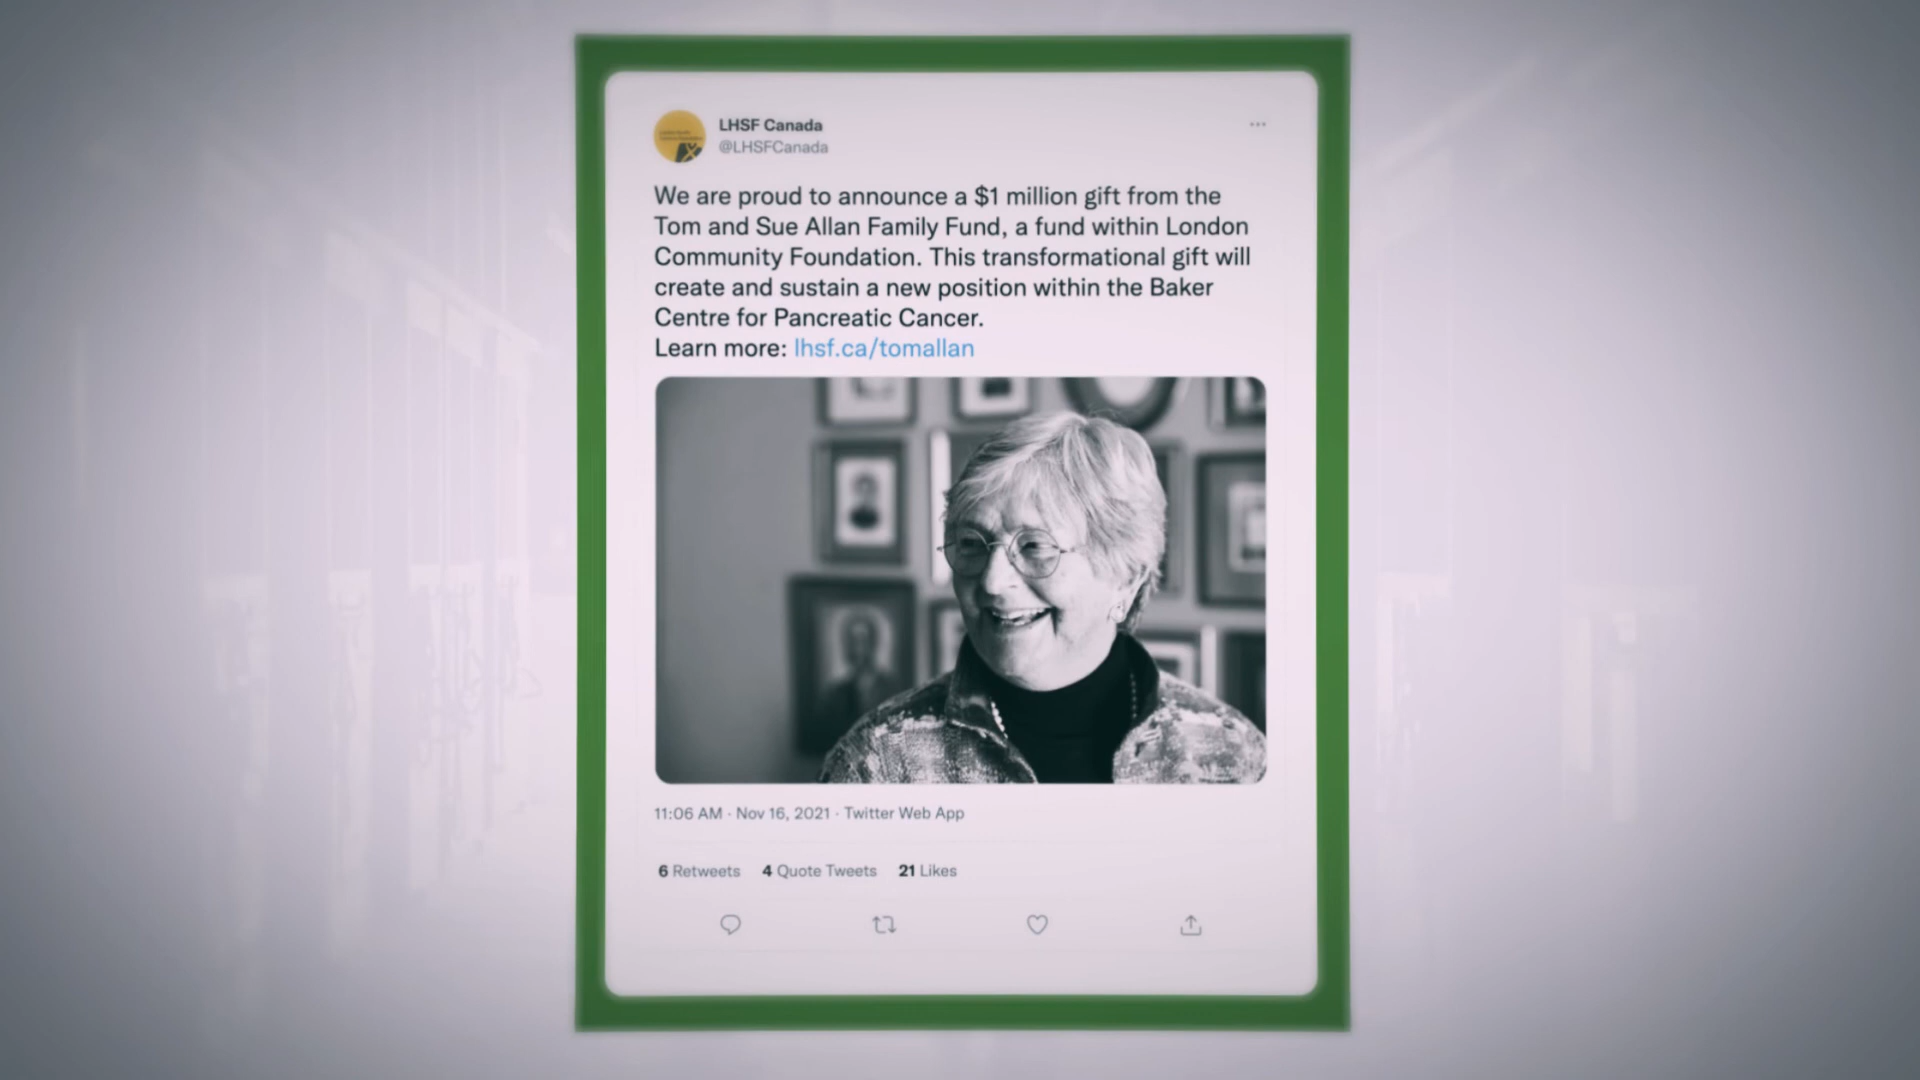 LHSF Canada
@LHSFCanada
We are proud to announce a $1 million gift from the
Tom and Sue Allan Family Fund, a fund within London
Community Foundation. This transformational gift will
create and sustain a new position within the Baker
Centre for Pancreatic Cancer.
Learn more: lhsf.ca/tomallan
11:06 AM · Nov 16, 2021 · Twitter Web App
6 Retweets 4 Quote Tweets 21 Likes